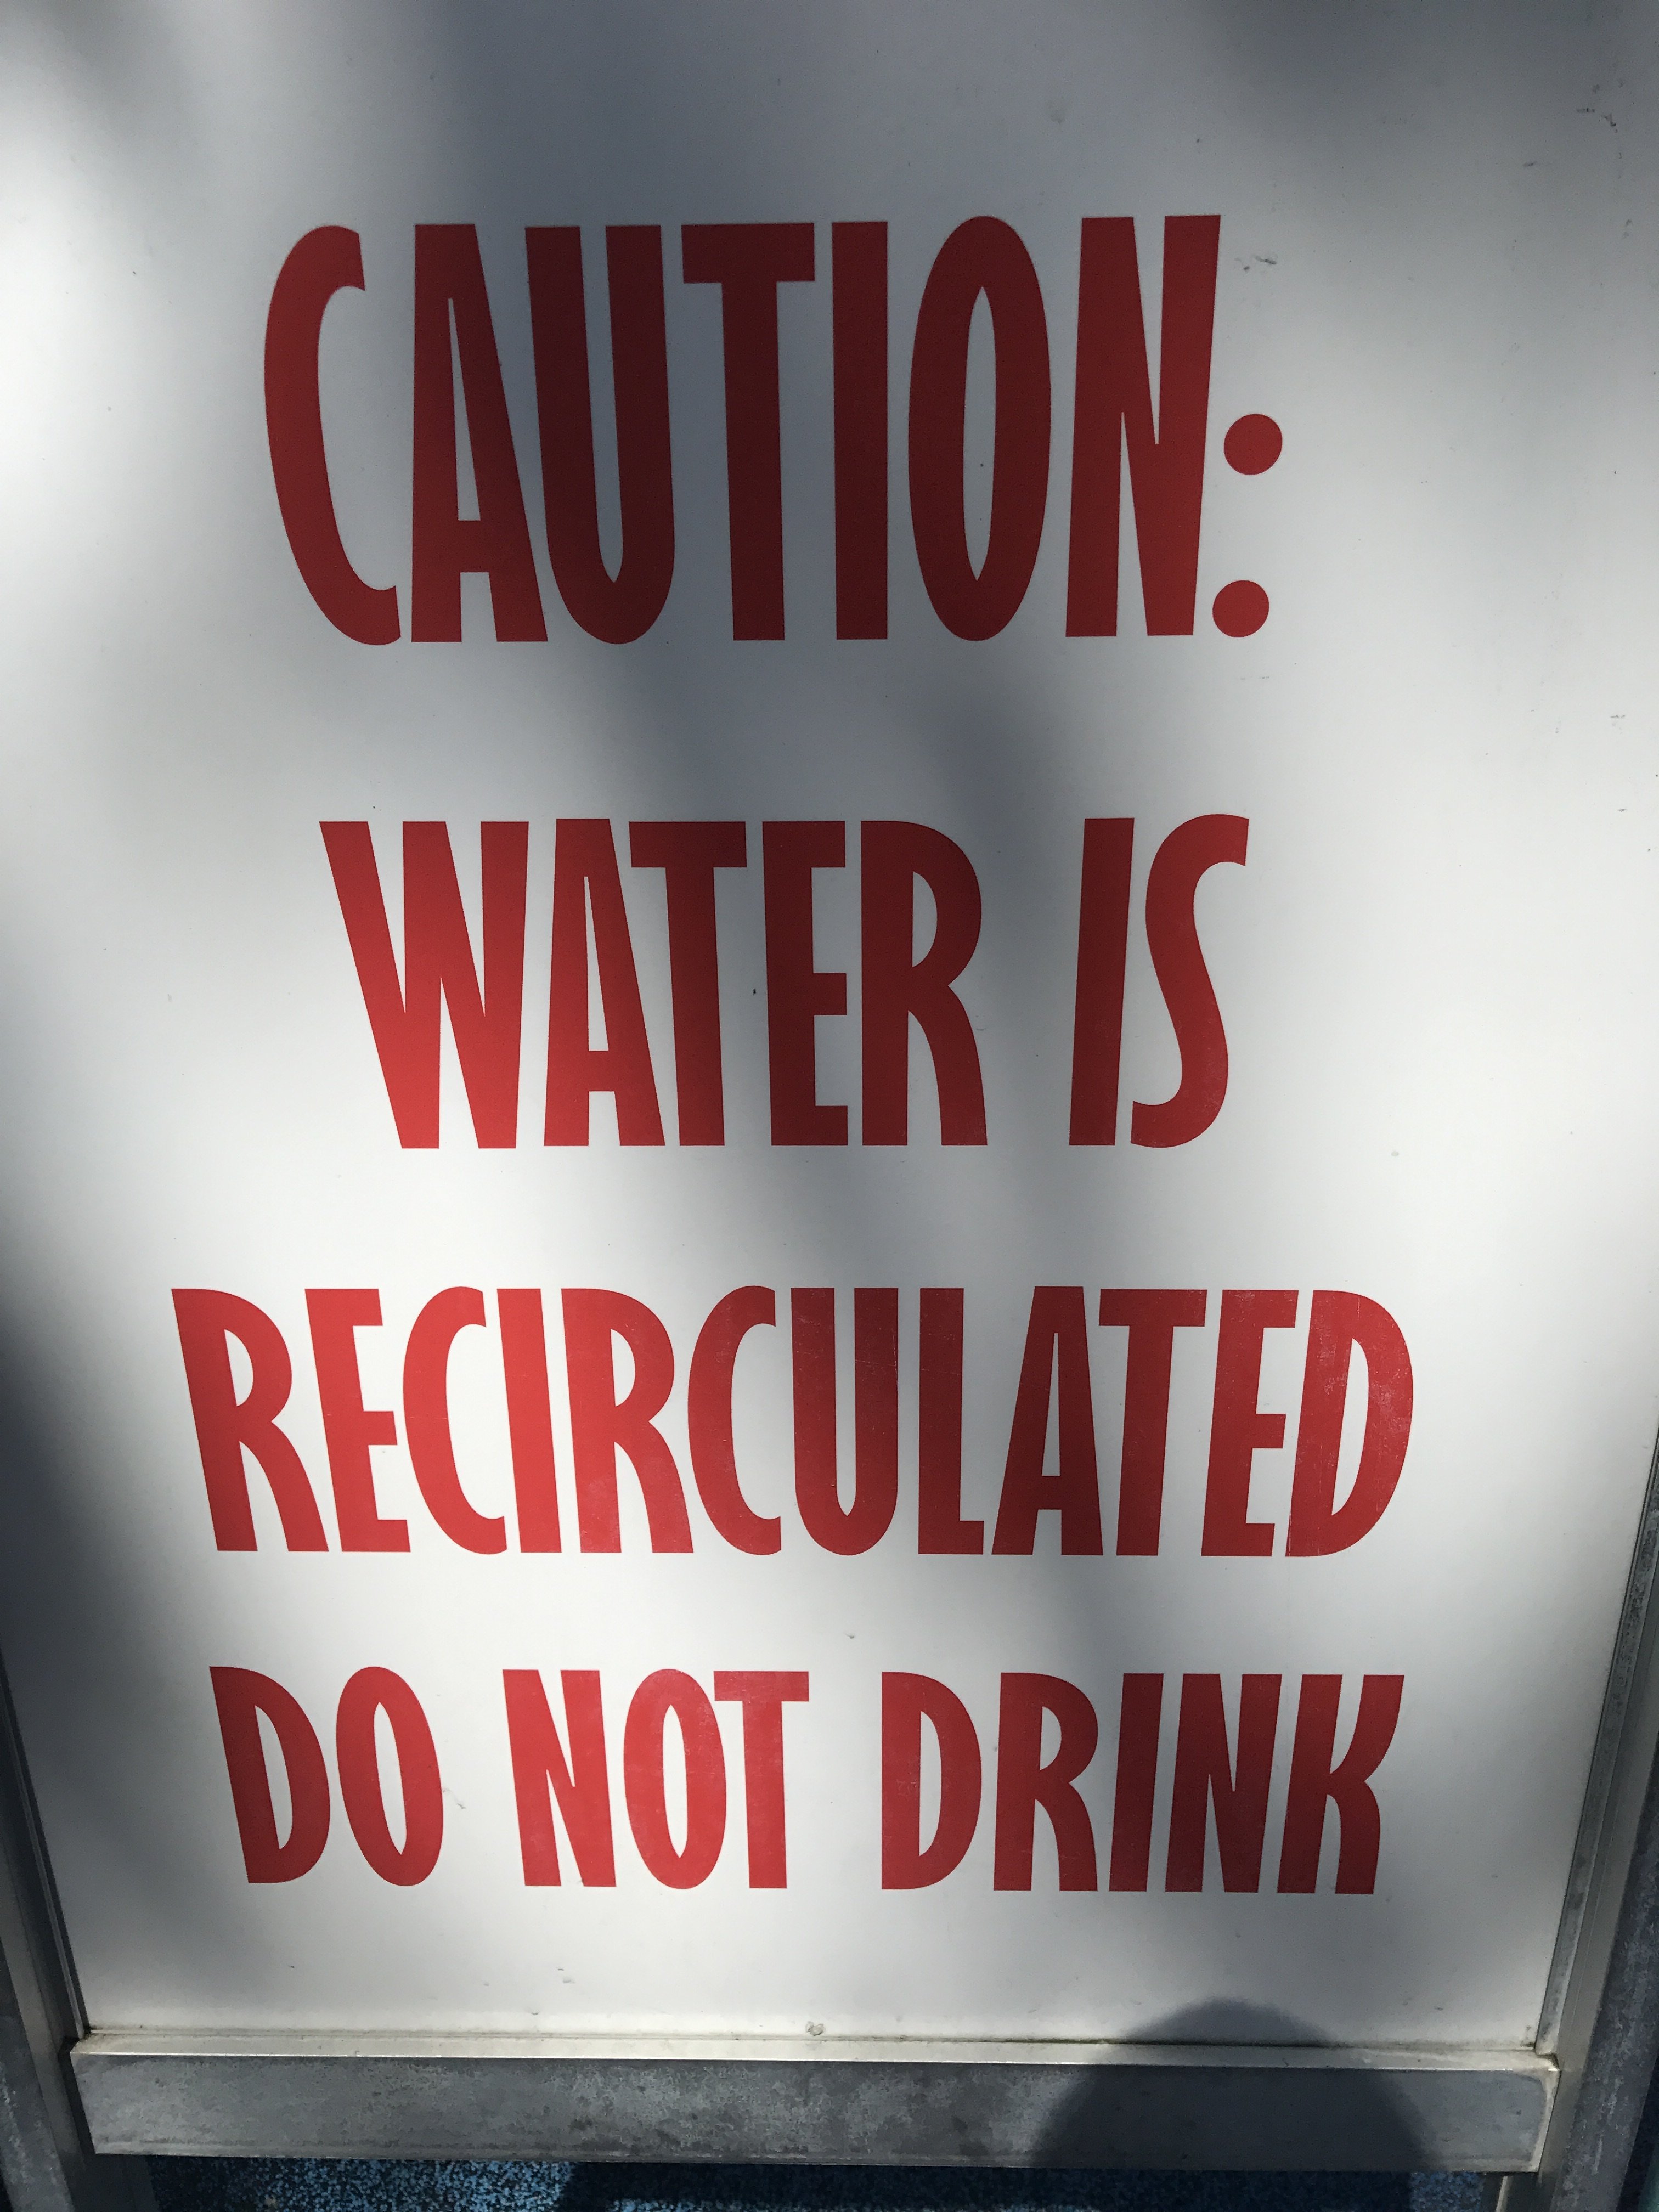 CAUTION:
WATER IS
RECIRCULATED
DO NOT DRINK